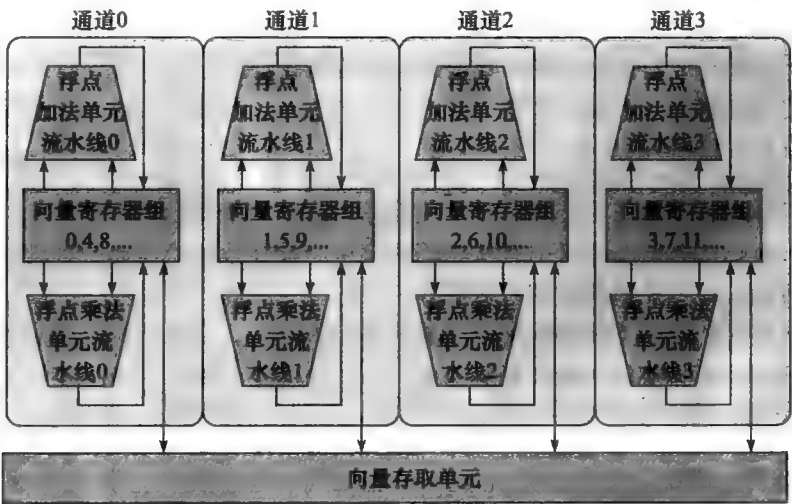 通道0
通道1
通道2
通道3
浮点
加法单元
流水线0
浮点
加法单元
流水线1
浮点
加法单元
流水线2
浮点
加法单元
流水线3
向量寄存器组
0,4,8,...
向量寄存器组
1,5,9,...
向量寄存器组
2,6,10,...
向量寄存器组
3,7,11,...
浮点乘法
单元流
水线0
浮点乘法
单元流
水线1
浮点乘法
单元流
水线2
浮点乘法
单元流
水线3
向量存取单元